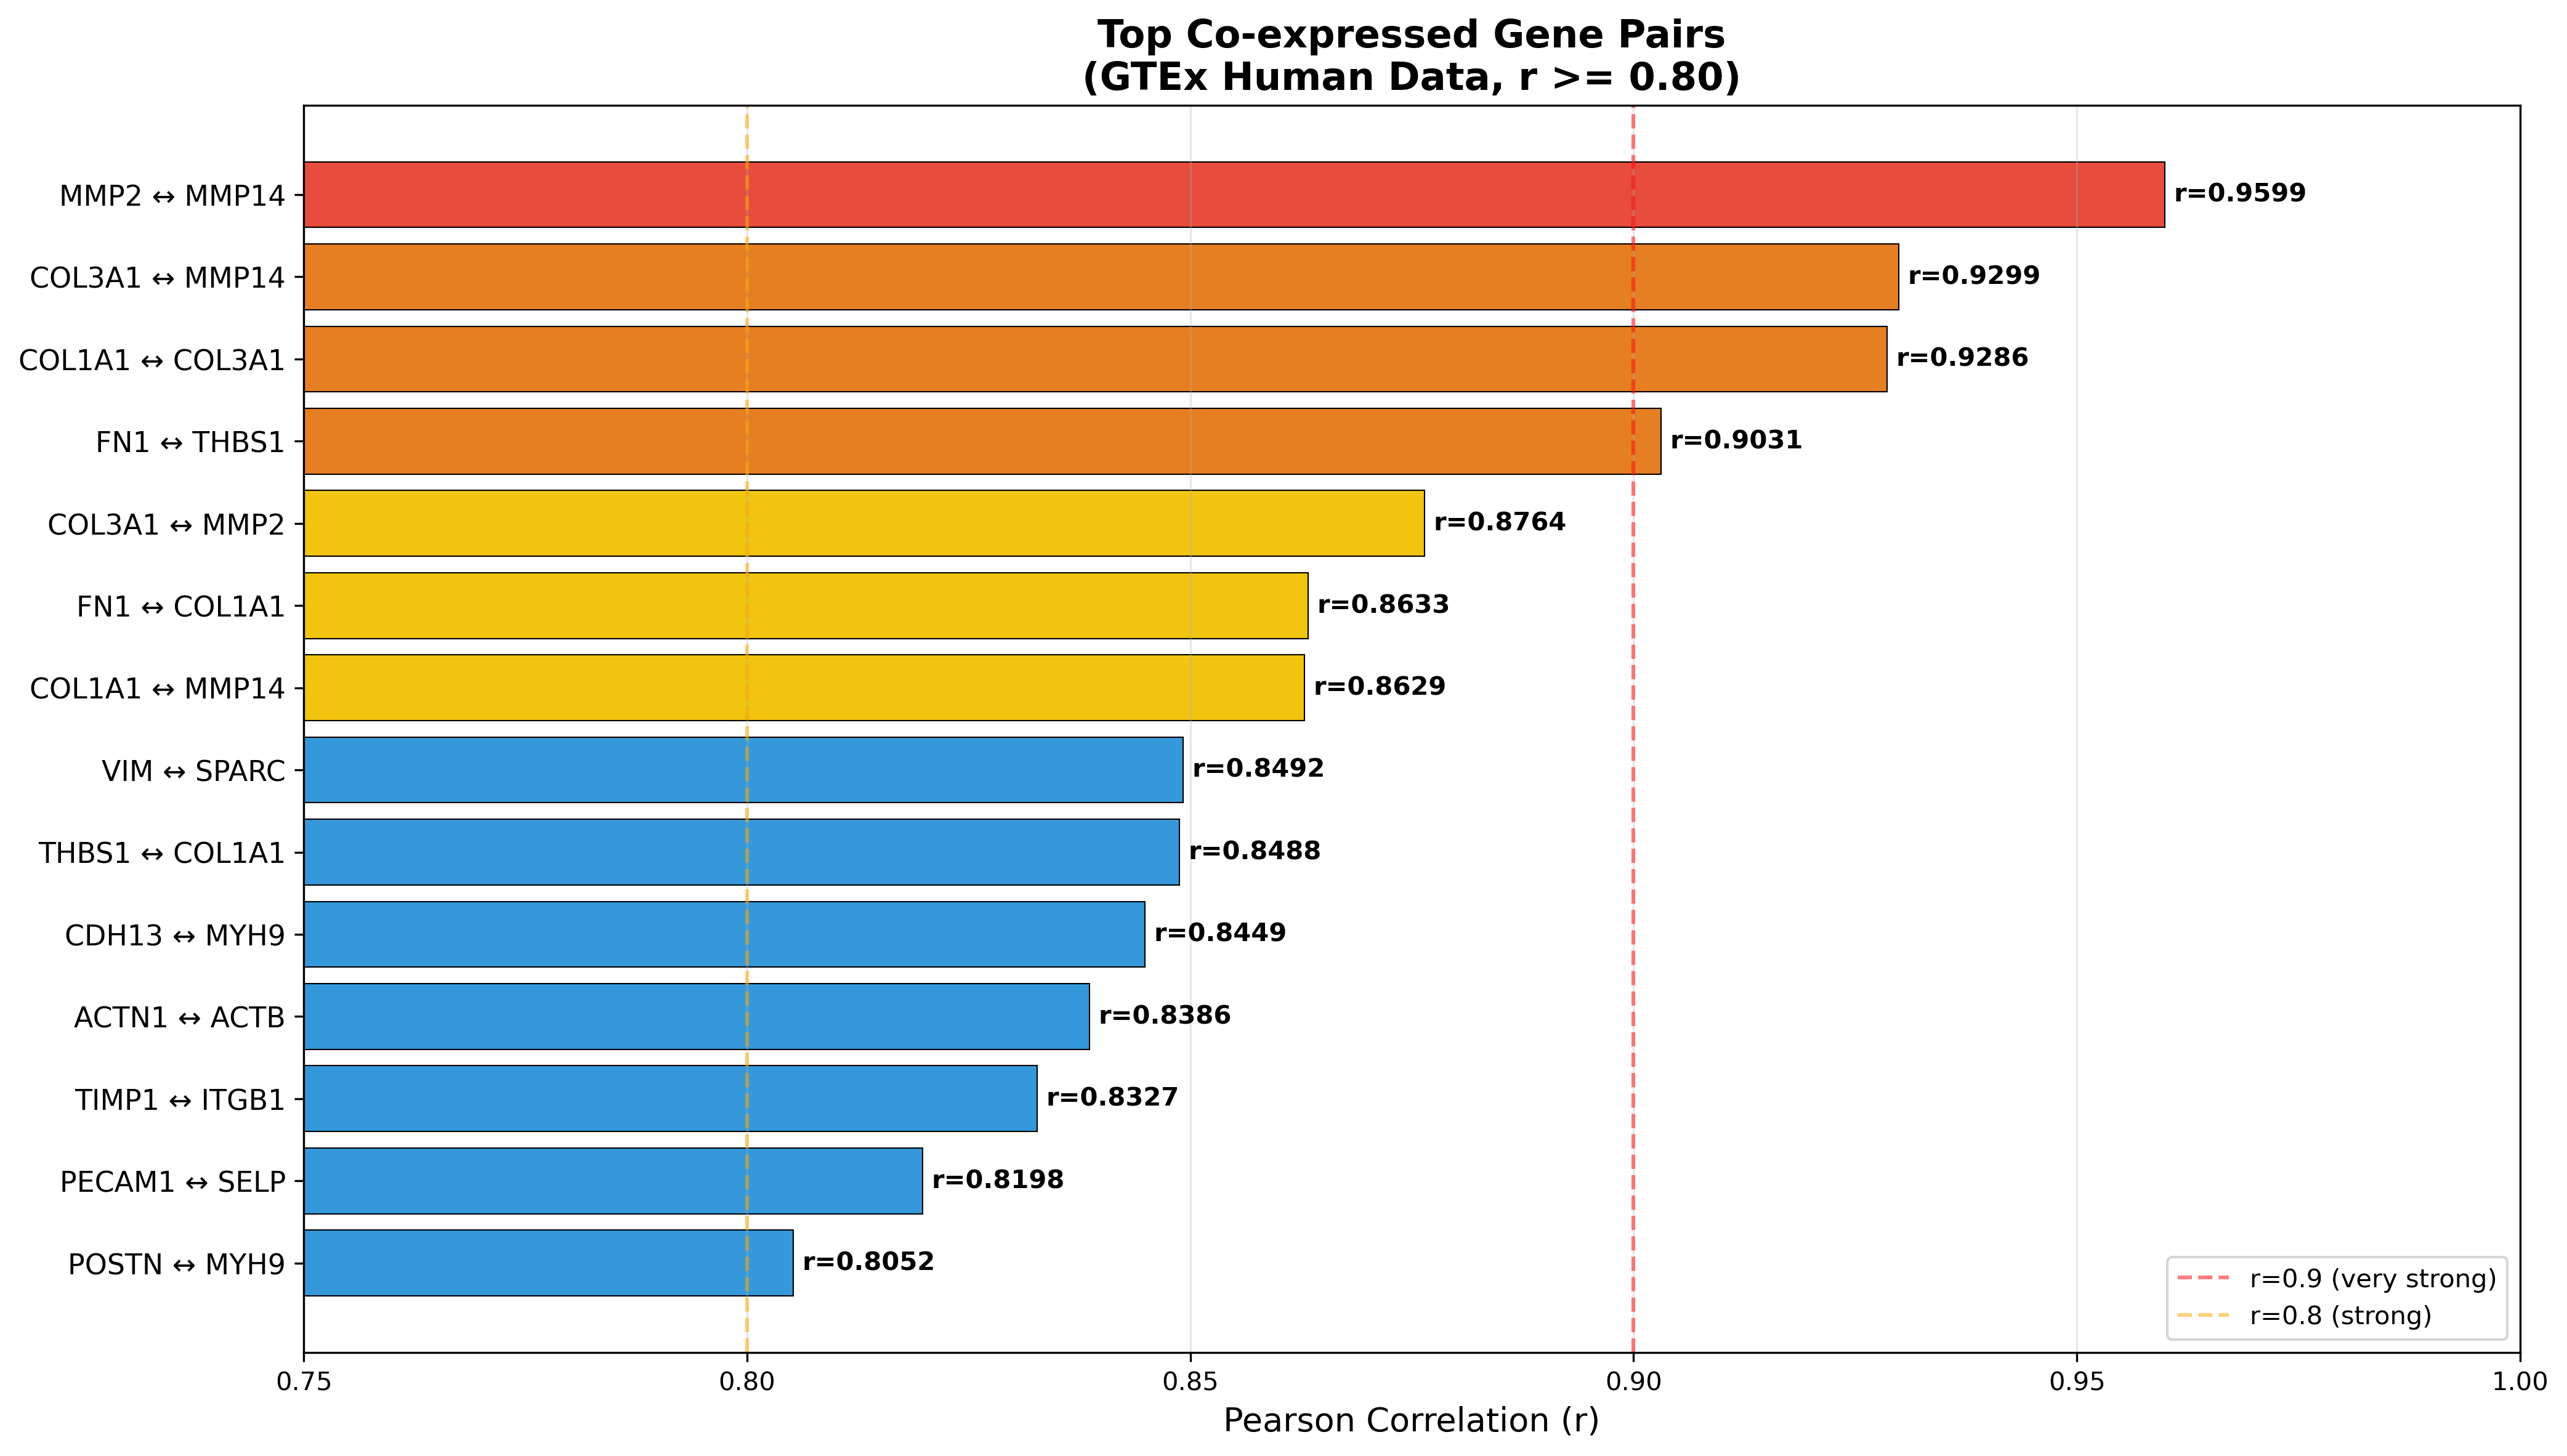 Top Co-expressed Gene Pairs
(GTEx Human Data, r >= 0.80)
MMP2 ↔ MMP14
r=0.9599
COL3A1 ↔ MMP14
r=0.9299
COL1A1 ↔ COL3A1
r=0.9286
FN1 ↔ THBS1
r=0.9031
COL3A1 ↔ MMP2
r=0.8764
FN1 ↔ COL1A1
r=0.8633
COL1A1 ↔ MMP14
r=0.8629
VIM ↔ SPARC
r=0.8492
THBS1 ↔ COL1A1
r=0.8488
CDH13 ↔ MYH9
r=0.8449
ACTN1 ↔ ACTB
r=0.8386
TIMP1 ↔ ITGB1
r=0.8327
PECAM1 ↔ SELP
r=0.8198
POSTN ↔ MYH9
r=0.8052
r=0.9 (very strong)
r=0.8 (strong)
0.75 0.80 0.85 0.90 0.95 1.00
Pearson Correlation (r)